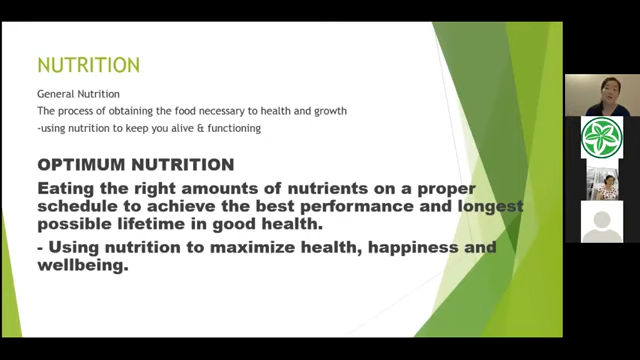 NUTRITION
General Nutrition
The process of obtaining the food necessary to health and growth
-using nutrition to keep you alive & functioning
OPTIMUM NUTRITION
Eating the right amounts of nutrients on a proper
schedule to achieve the best performance and longest
possible lifetime in good health.
- Using nutrition to maximize health, happiness and
wellbeing.